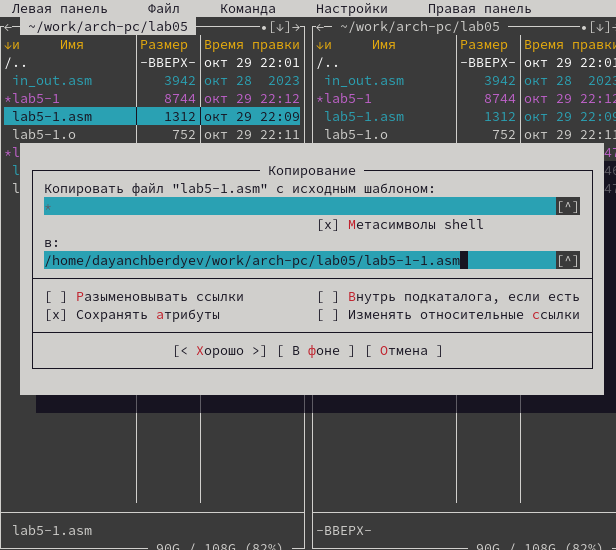 Левая панель Файл Команда Настройки Правая панель
~/work/arch-pc/lab05 •[↓]→ ← ~/work/arch-pc/lab05 •[↓]→
↓и Имя Размер Время правки ↓и Имя Размер Время правки
/.. -ВВЕРХ- окт 29 22:01 /.. -ВВЕРХ- окт 29 22:01
in_out.asm 3942 окт 28 2023 in_out.asm 3942 окт 28 2023
*lab5-1 8744 окт 29 22:12 *lab5-1 8744 окт 29 22:12
lab5-1.asm 1312 окт 29 22:09 lab5-1.asm 1312 окт 29 22:09
lab5-1.o 752 окт 29 22:11 lab5-1.o 752 окт 29 22:11
Копирование
Копировать файл "lab5-1.asm" с исходным шаблоном:
* [^]
[x] Метасимволы shell
в:
/home/dayanchberdyev/work/arch-pc/lab05/lab5-1-1.asm [^]
[ ] Разыменовывать ссылки [ ] Внутрь подкаталога, если есть
[x] Сохранять атрибуты [ ] Изменять относительные ссылки
[< Хорошо >] [ В фоне ] [ Отмена ]
lab5-1.asm -ВВЕРХ-
90G / 108G (82%) 90G / 108G (82%)